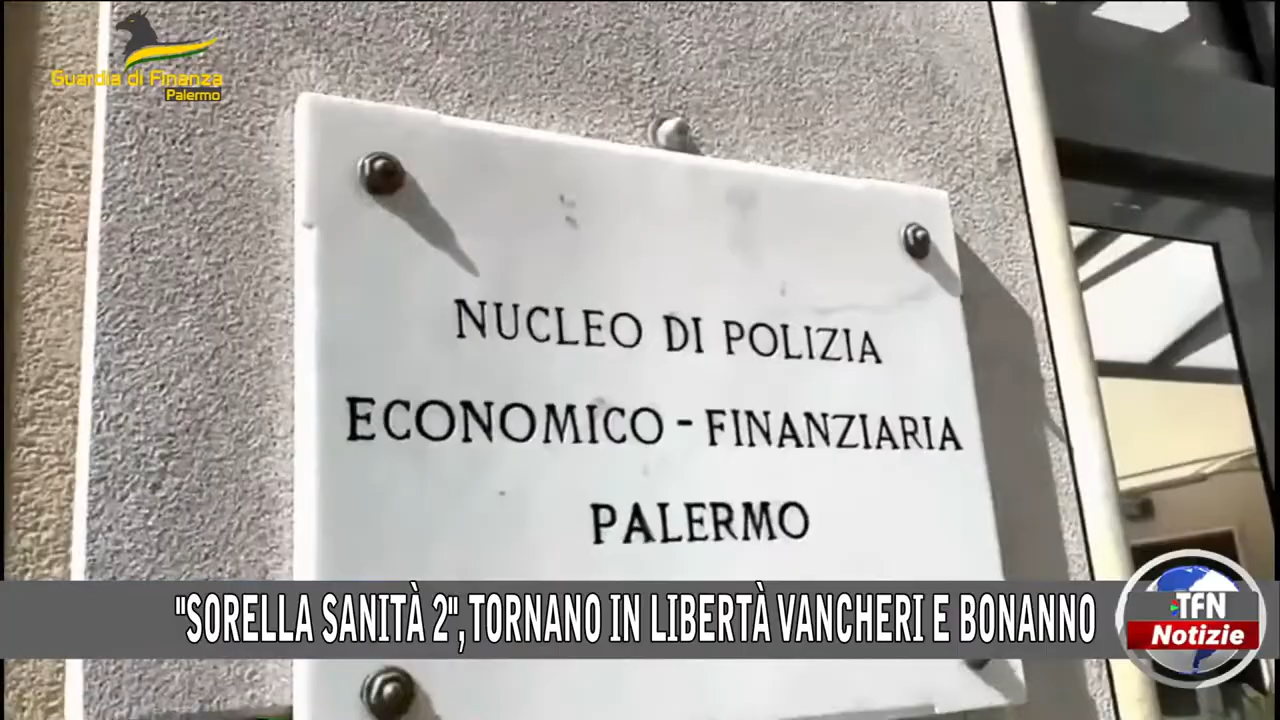 Guardia di Finanza
Palermo
NUCLEO DI POLIZIA
ECONOMICO - FINANZIARIA
PALERMO
"SORELLA SANITÀ 2", TORNANO IN LIBERTÀ VANCHERI E BONANNO
TFN
Notizie